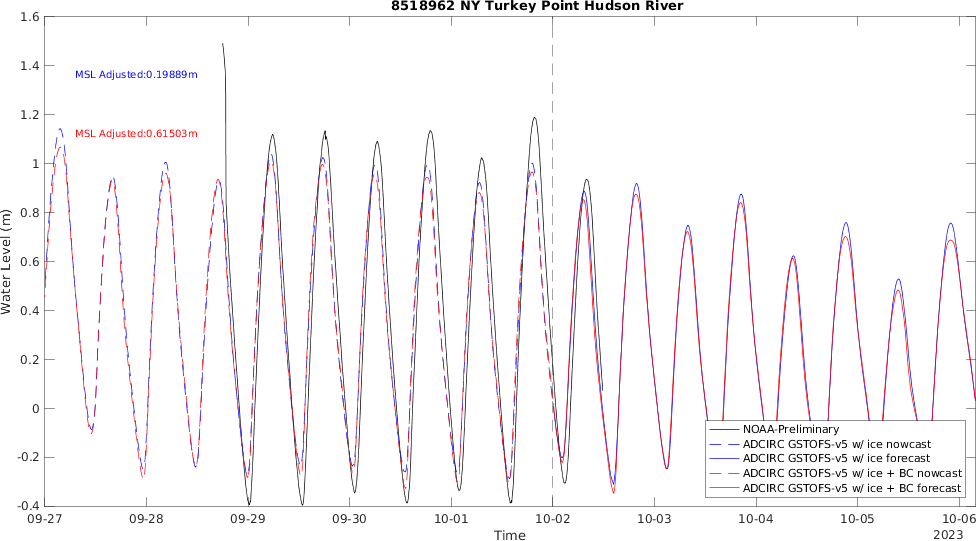 8518962 NY Turkey Point Hudson River
1.6
1.4
1.2
1
0.8
0.6
0.4
0.2
0
-0.2
-0.4
Water Level (m)
MSL Adjusted:0.19889m
MSL Adjusted:0.61503m
NOAA-Preliminary
ADCIRC GSTOFS-v5 w/ ice nowcast
ADCIRC GSTOFS-v5 w/ ice forecast
ADCIRC GSTOFS-v5 w/ ice + BC nowcast
ADCIRC GSTOFS-v5 w/ ice + BC forecast
09-27 09-28 09-29 09-30 10-01 10-02 10-03 10-04 10-05 10-06
Time
2023